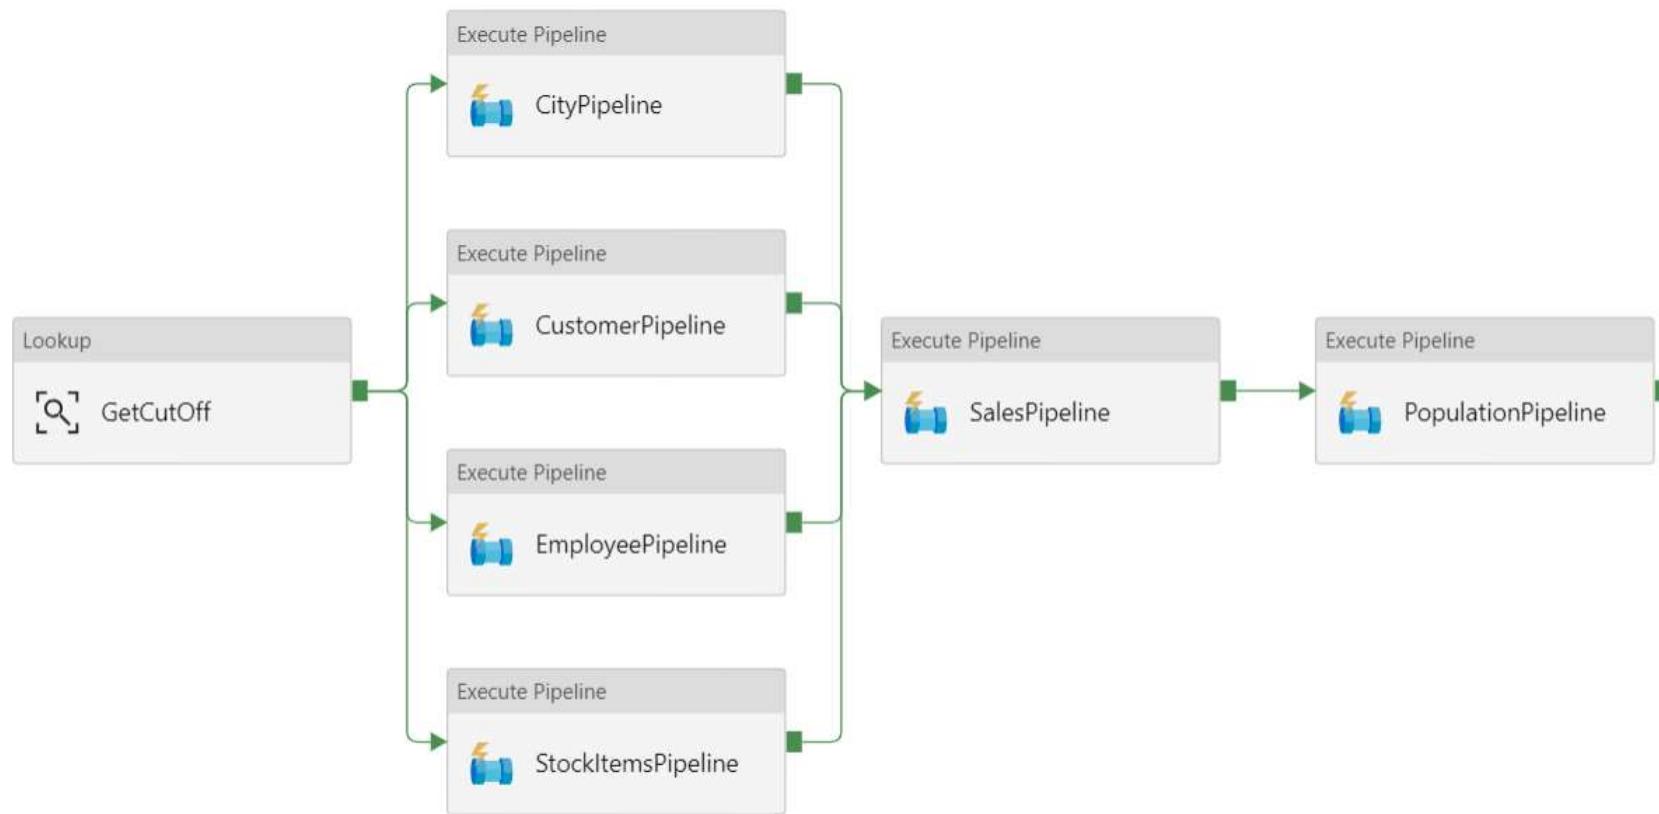 Execute Pipeline
CityPipeline
Execute Pipeline
CustomerPipeline
Lookup
GetCutOff
Execute Pipeline
EmployeePipeline
Execute Pipeline
StockItemsPipeline
Execute Pipeline
SalesPipeline
Execute Pipeline
PopulationPipeline